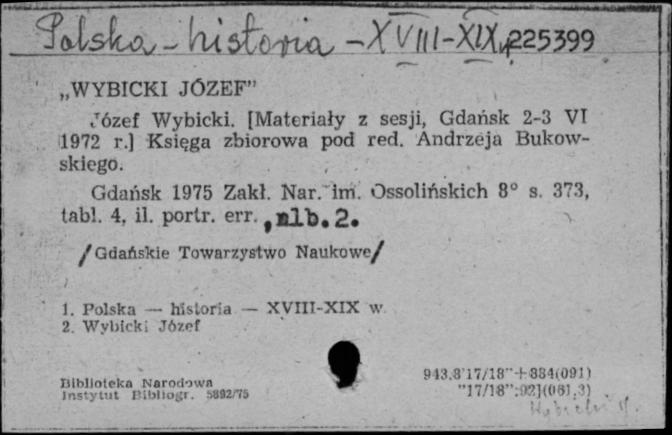 Polska - historia - XVIII-XIX w. 225399
„WYBICKI JÓZEF”
Józef Wybicki. [Materiały z sesji, Gdańsk 2-3 VI
1972 r.] Księga zbiorowa pod red. Andrzeja Bukow-
skiego.
Gdańsk 1975 Zakł. Nar. im. Ossolińskich 8° s. 373,
tabl. 4, il. portr. err. , nlb. 2.
/Gdańskie Towarzystwo Naukowe/
1. Polska — historia — XVIII-XIX w
2. Wybicki Józef
943.8"17/18"+884(091)
Biblioteka Narodowa
"17/18":92](061.3)
Instytut Bibliogr. 5892/75
Wybicki J.